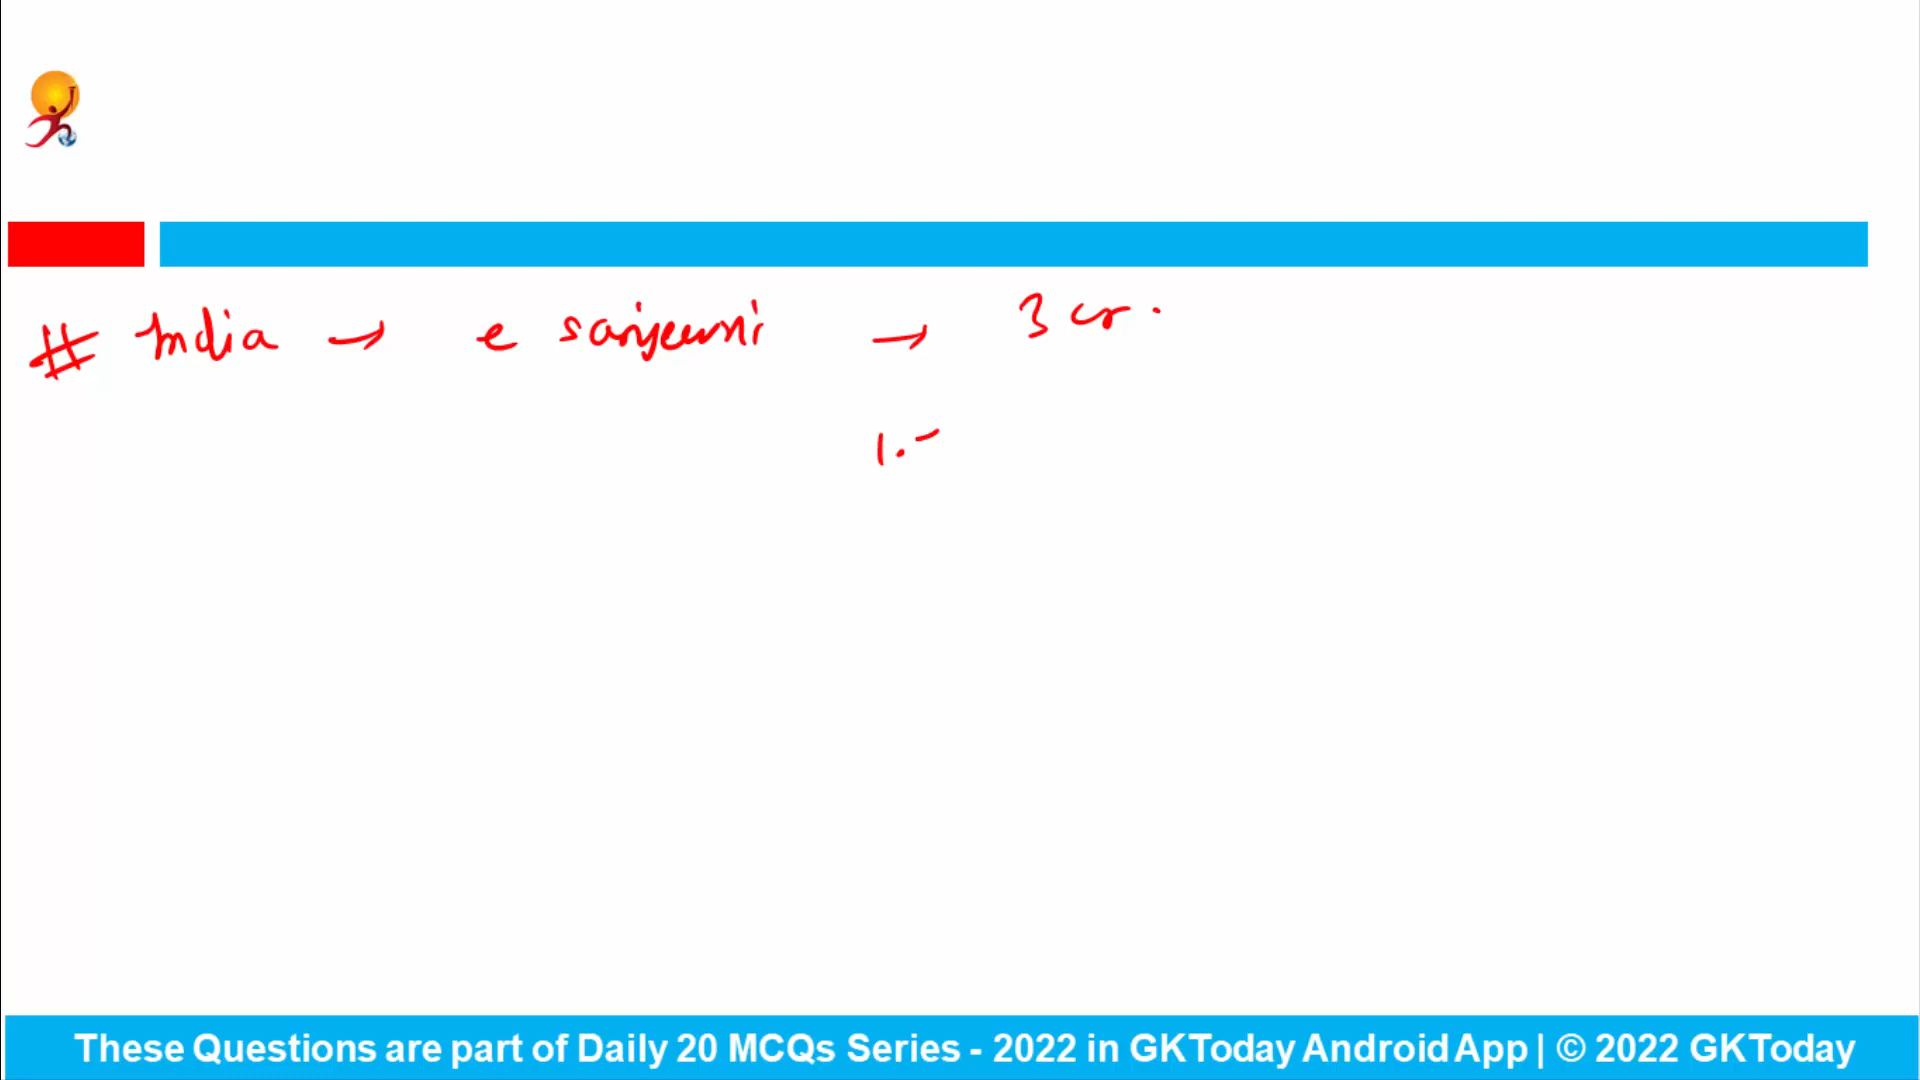 # India → e sanjeevni → 3 cr.
1.
These Questions are part of Daily 20 MCQs Series - 2022 in GKToday Android App | © 2022 GKToday